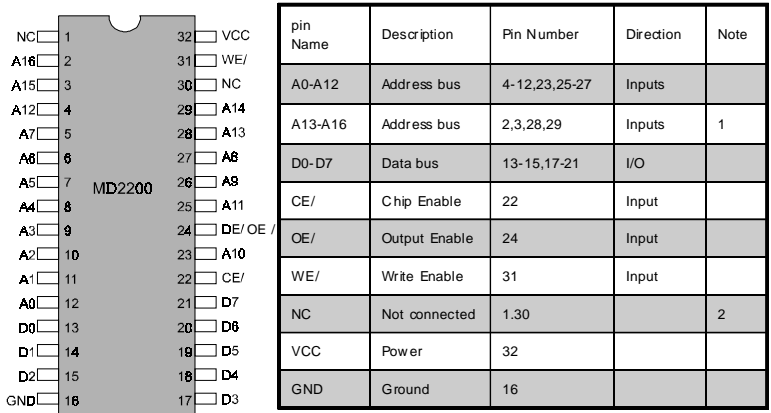 NC 1 32 VCC
A16 2 31 WE/
A15 3 30 NC
A12 4 29 A14
A7 5 28 A13
A6 6 27 A8
A5 7 26 A9
MD2200
A4 8 25 A11
A3 9 24 DE/ OE /
A2 10 23 A10
A1 11 22 CE/
A0 12 21 D7
D0 13 20 D6
D1 14 19 D5
D2 15 18 D4
GND 16 17 D3
pin Name Description Pin Number Direction Note
A0-A12 Address bus 4-12,23,25-27 Inputs
A13-A16 Address bus 2,3,28,29 Inputs 1
D0-D7 Data bus 13-15,17-21 I/O
CE/ Chip Enable 22 Input
OE/ Output Enable 24 Input
WE/ Write Enable 31 Input
NC Not connected 1.30 2
VCC Power 32
GND Ground 16